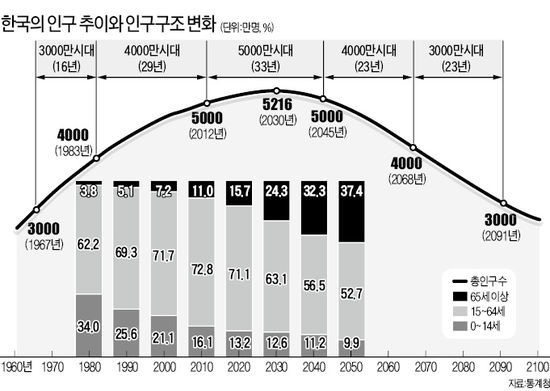 한국의 인구 추이와 인구구조 변화 (단위:만명, %)
3000만시대 4000만시대 5000만시대 4000만시대 3000만시대
(16년) (29년) (33년) (23년) (23년)
5216
(2030년)
5000
(2012년)
5000
(2045년)
4000
(1983년)
4000
(2068년)
3000
(1967년)
3000
(2091년)
3.8 5.1 7.2 11.0 15.7 24.3 32.3 37.4
62.2 69.3 71.7 72.8 71.1 63.1 56.5 52.7
34.0 25.6 21.1 16.1 13.2 12.6 11.2 9.9
총인구수
65세 이상
15~64세
0~14세
1960년 1970 1980 1990 2000 2010 2020 2030 2040 2050 2060 2070 2080 2090 2100
자료:통계청